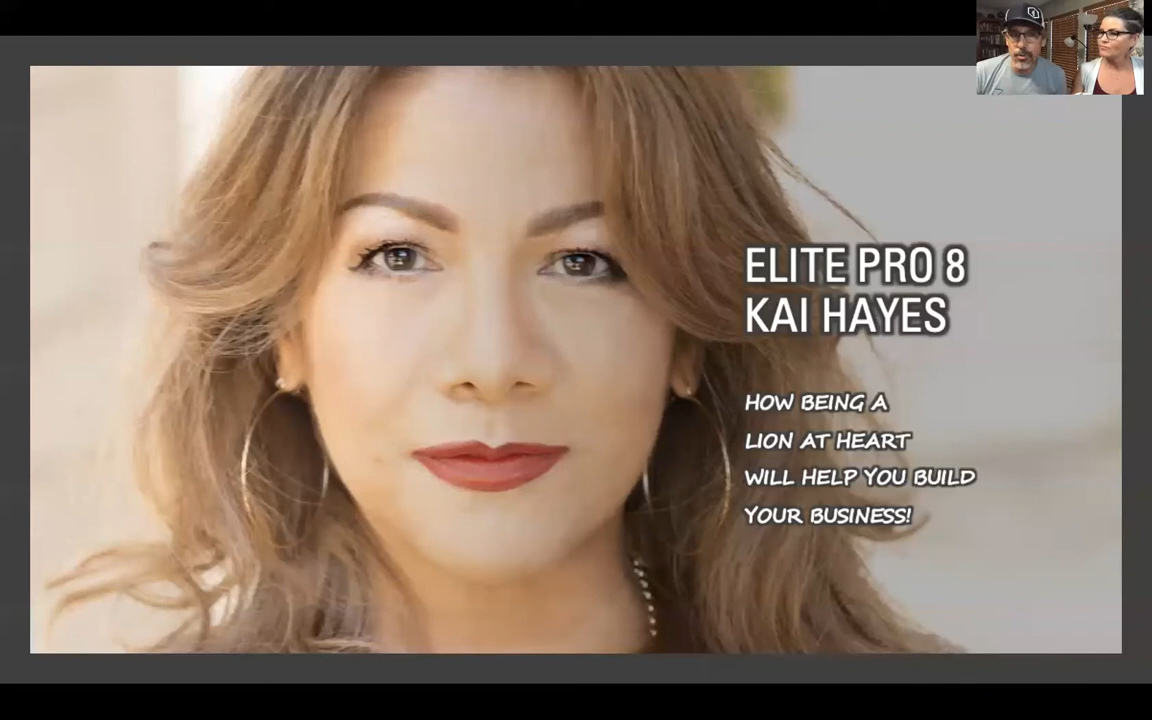 ELITE PRO 8
KAI HAYES
HOW BEING A
LION AT HEART
WILL HELP YOU BUILD
YOUR BUSINESS!